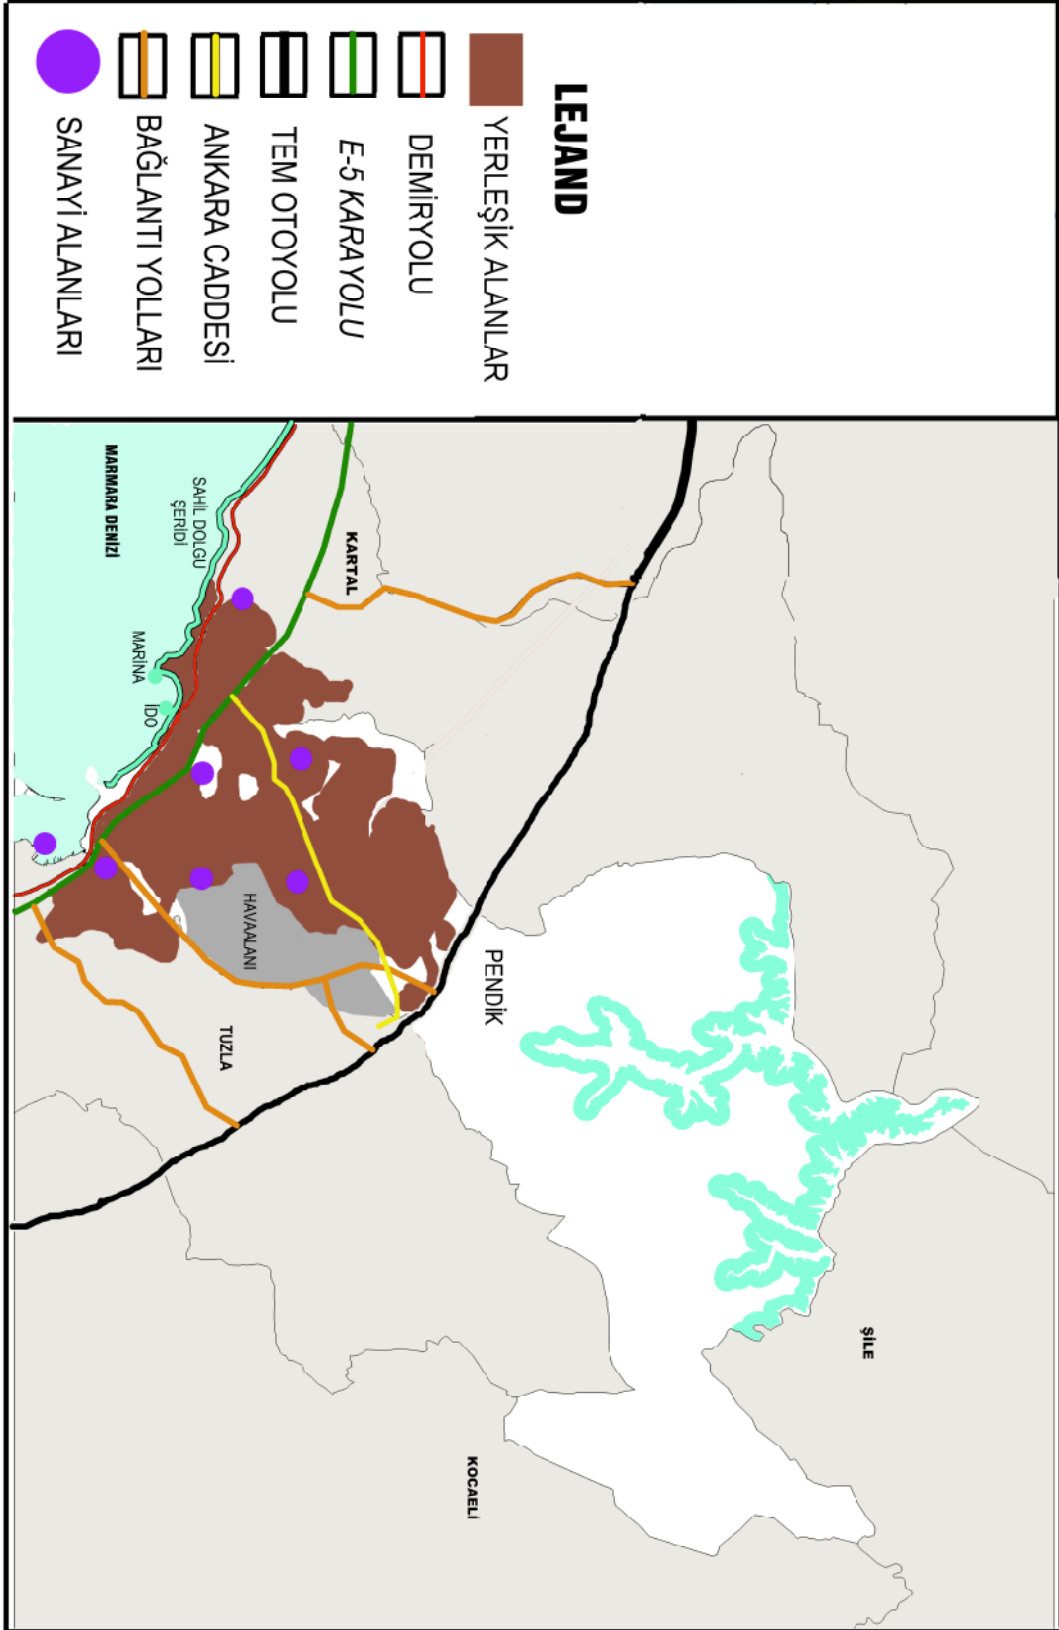 LEJAND
YERLEŞİK ALANLAR
DEMİRYOLU
E-5 KARAYOLU
TEM OTOYOLU
ANKARA CADDESİ
BAĞLANTI YOLLARI
SANAYİ ALANLARI
ŞİLE
PENDİK
KOCAELİ
KARTAL
HAVAALANI
TUZLA
SAHİL DOLGU
ŞERİDİ
MARİNA
İDO
MARMARA DENİZİ